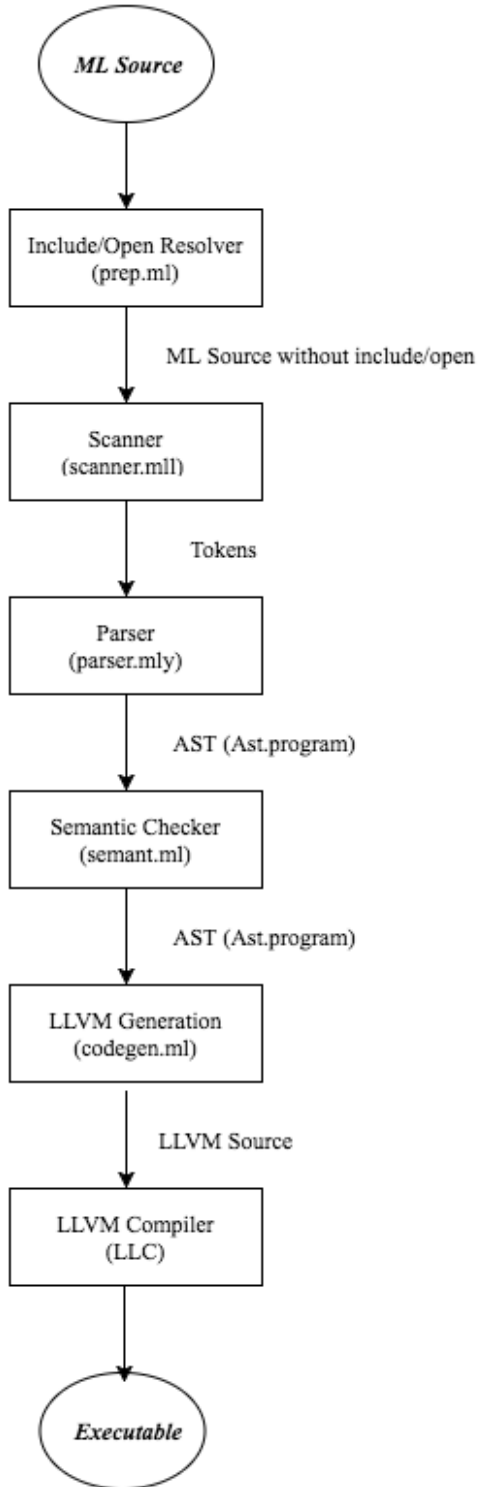 ML Source
Include/Open Resolver
(prep.ml)
ML Source without include/open
Scanner
(scanner.mll)
Tokens
Parser
(parser.mly)
AST (Ast.program)
Semantic Checker
(semant.ml)
AST (Ast.program)
LLVM Generation
(codegen.ml)
LLVM Source
LLVM Compiler
(LLC)
Executable